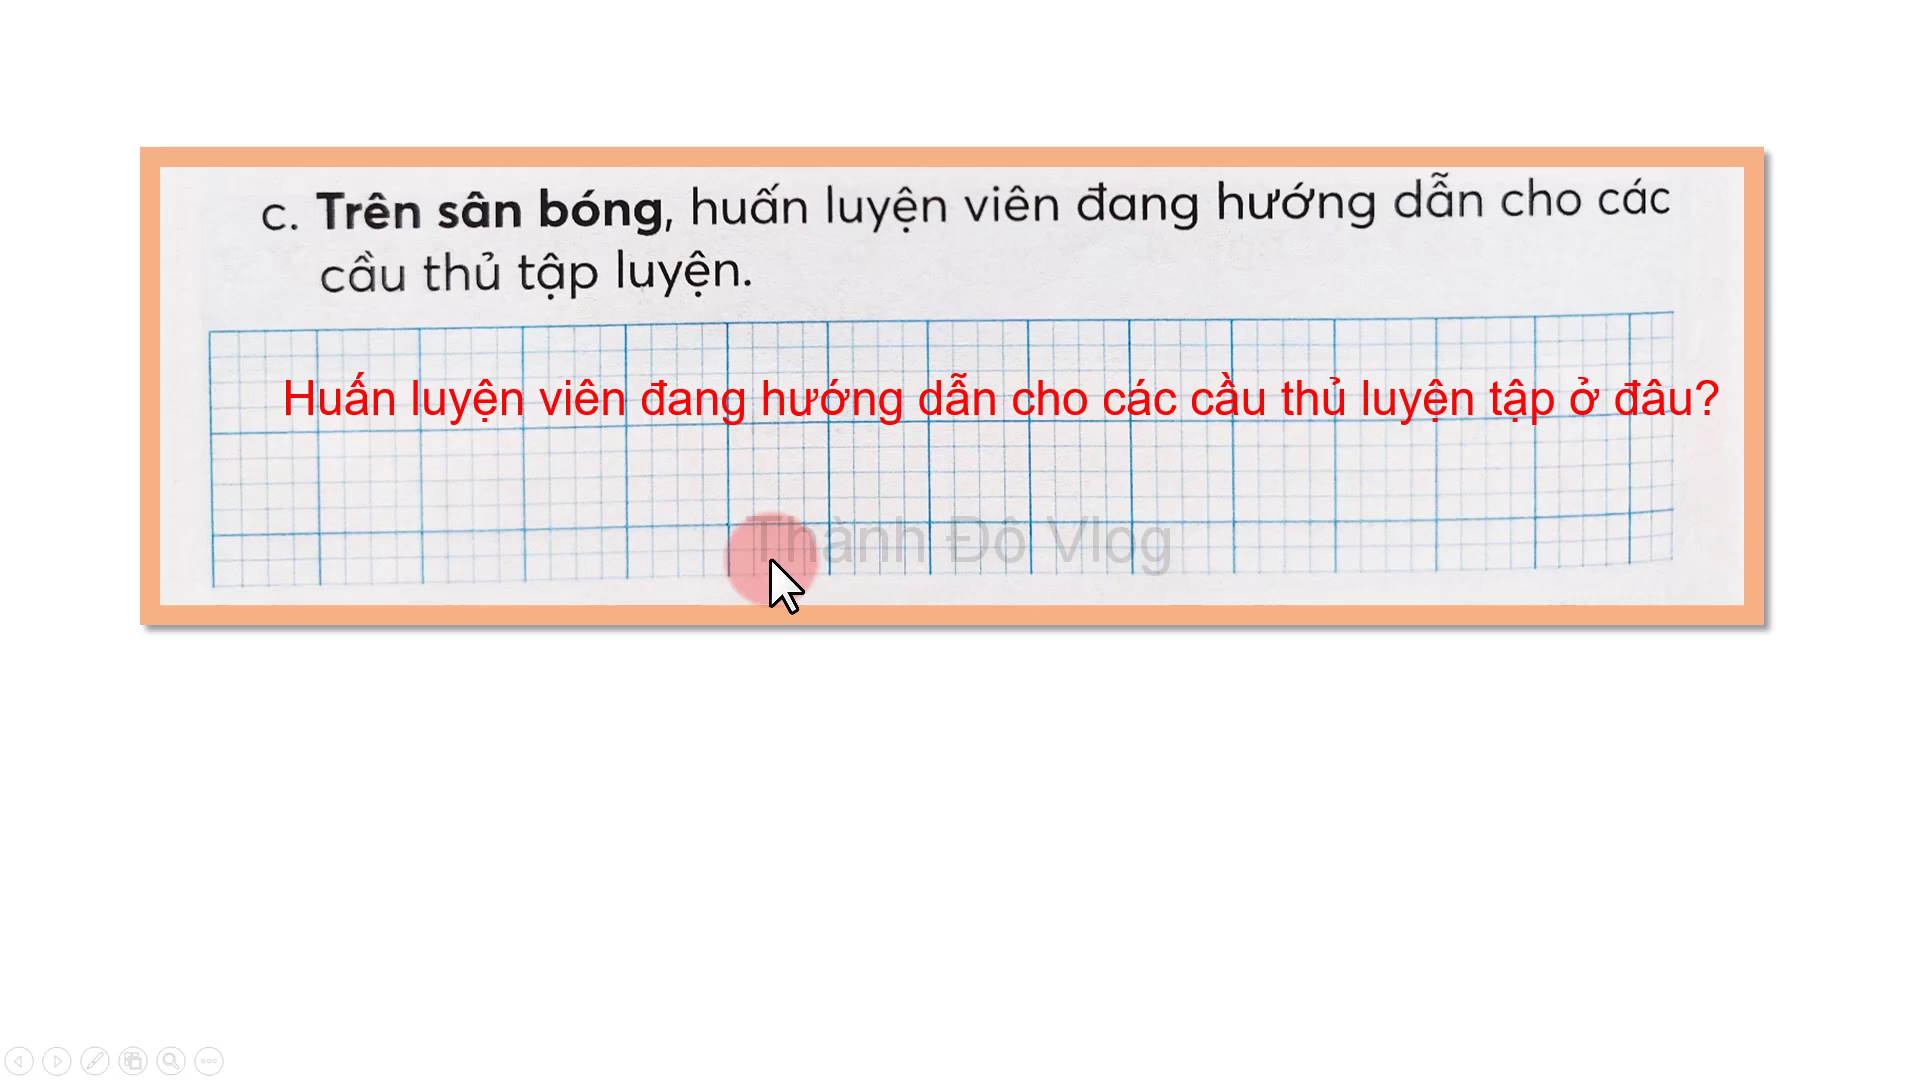 c. Trên sân bóng, huấn luyện viên đang hướng dẫn cho các
cầu thủ tập luyện.
Huấn luyện viên đang hướng dẫn cho các cầu thủ luyện tập ở đâu?
Thành Đô Vlog